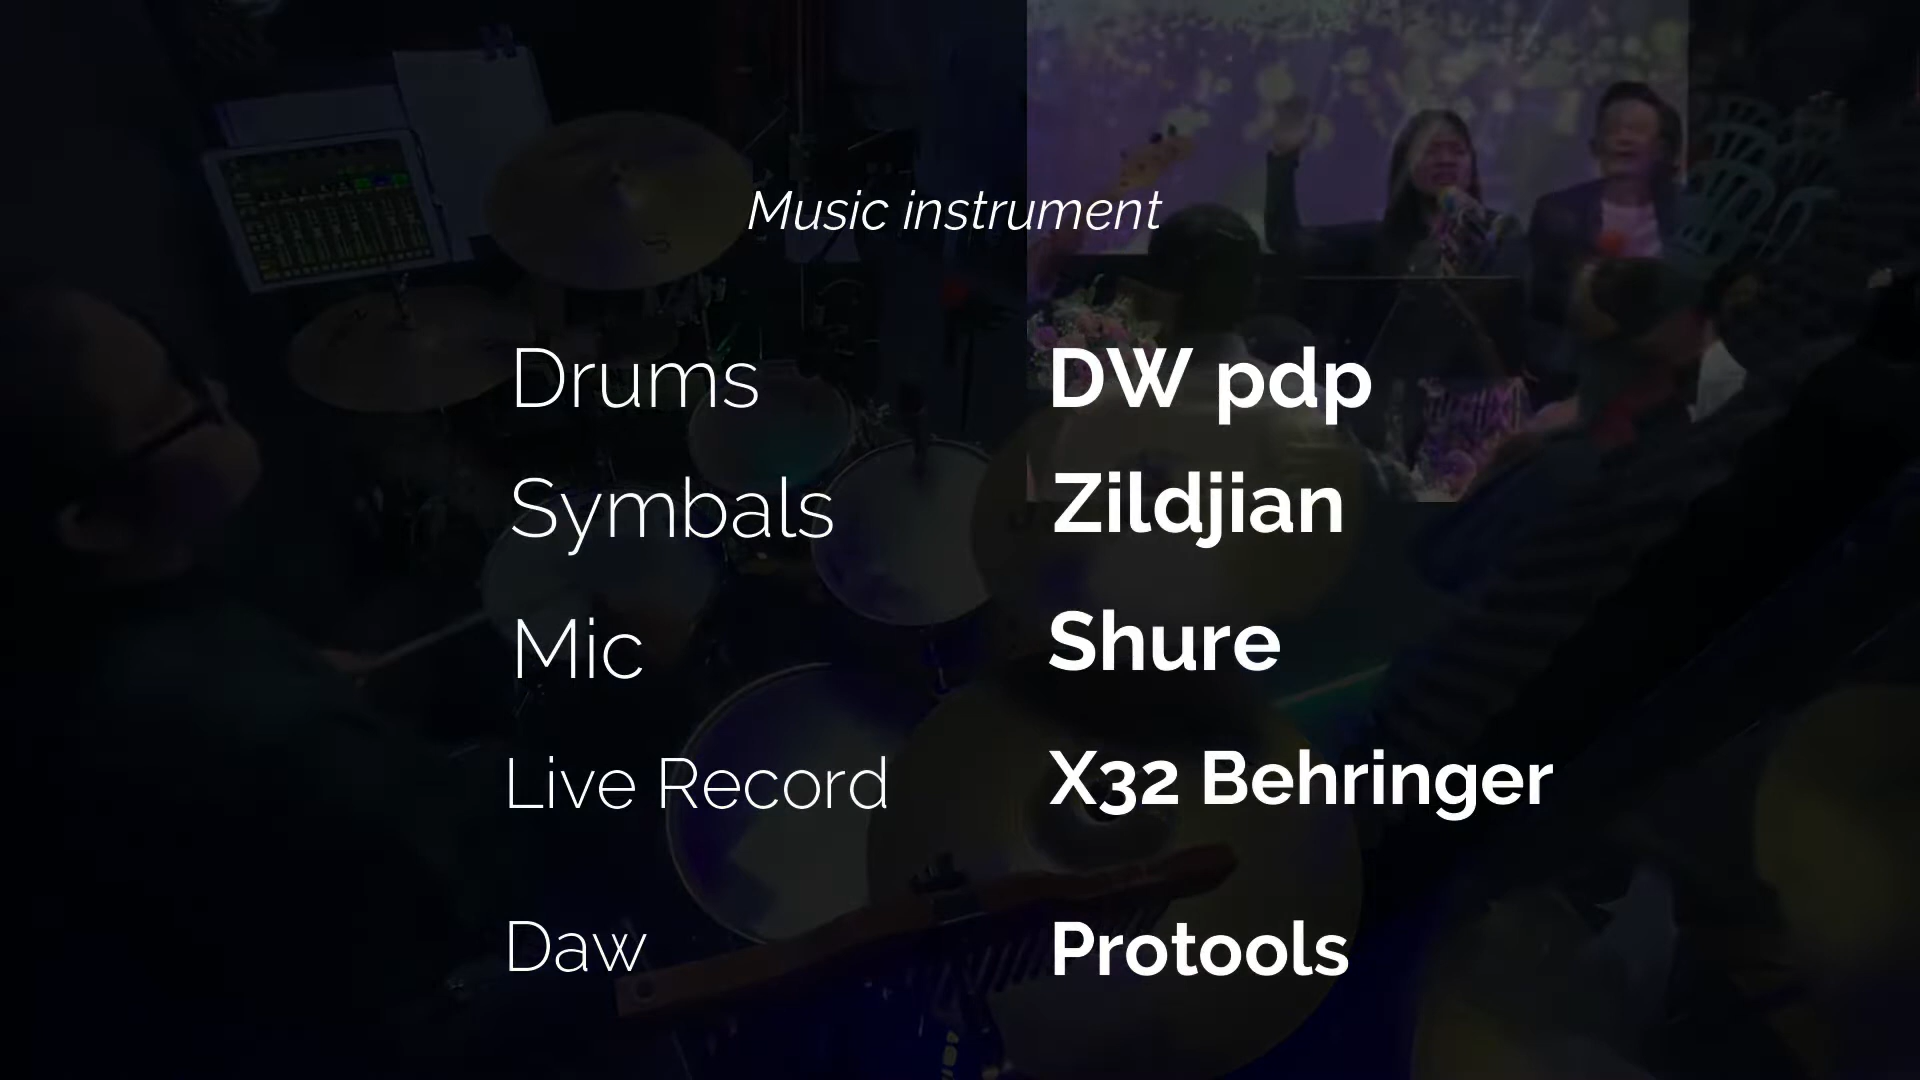 Music instrument
Drums DW pdp
Symbals Zildjian
Mic Shure
Live Record X32 Behringer
Daw Protools